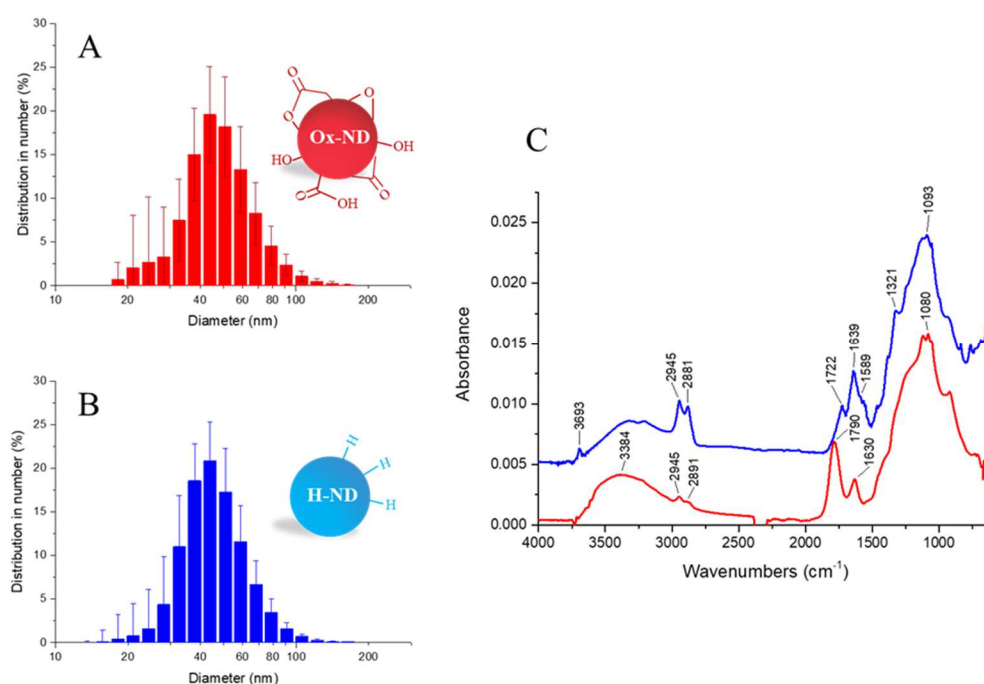 A
Distribution in number (%)
30
25
20
15
10
5
0
10 20 40 60 80 100 200
Diameter (nm)
Ox-ND
O
O
O
HO
OH
O
OH
O
B
Distribution in number (%)
30
25
20
15
10
5
0
10 20 40 60 80 100 200
Diameter (nm)
H-ND
H
H
H
C
Absorbance
0.025
0.020
0.015
0.010
0.005
0.000
4000 3500 3000 2500 2000 1500 1000
Wavenumbers (cm⁻¹)
3693
2945
2881
1722
1639
1589
1321
1093
3384
2945
2891
1790
1630
1080